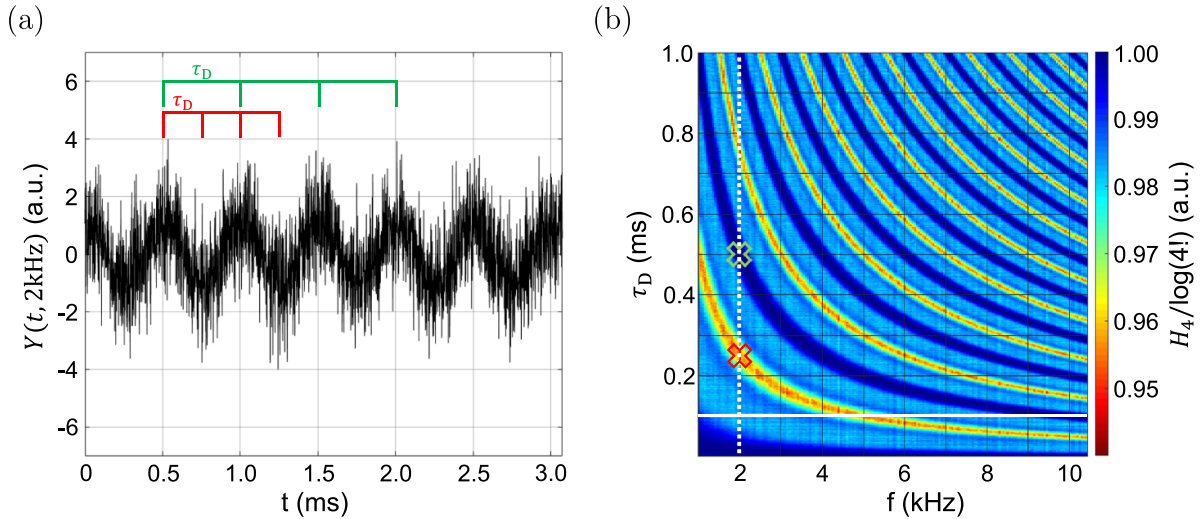 (a)
Y(t, 2kHz) (a.u.)
6
4
2
0
-2
-4
-6
τD
τD
0 0.5 1.0 1.5 2.0 2.5 3.0
t (ms)
(b)
τD (ms)
1.0
0.8
0.6
0.4
0.2
2 4 6 8 10
f (kHz)
1.00
0.99
0.98
0.97
0.96
0.95
H4/log(4!) (a.u.)